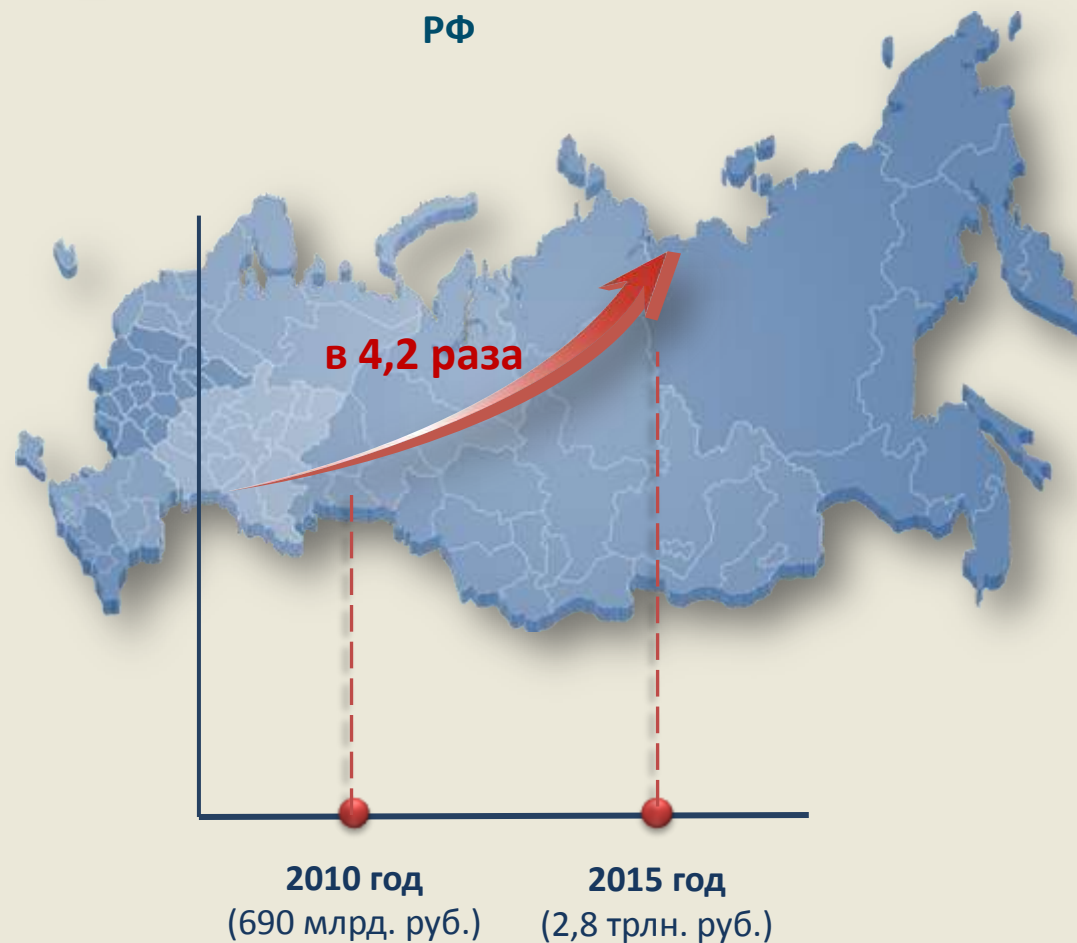 РФ
в 4,2 раза
2010 год
(690 млрд. руб.)
2015 год
(2,8 трлн. руб.)